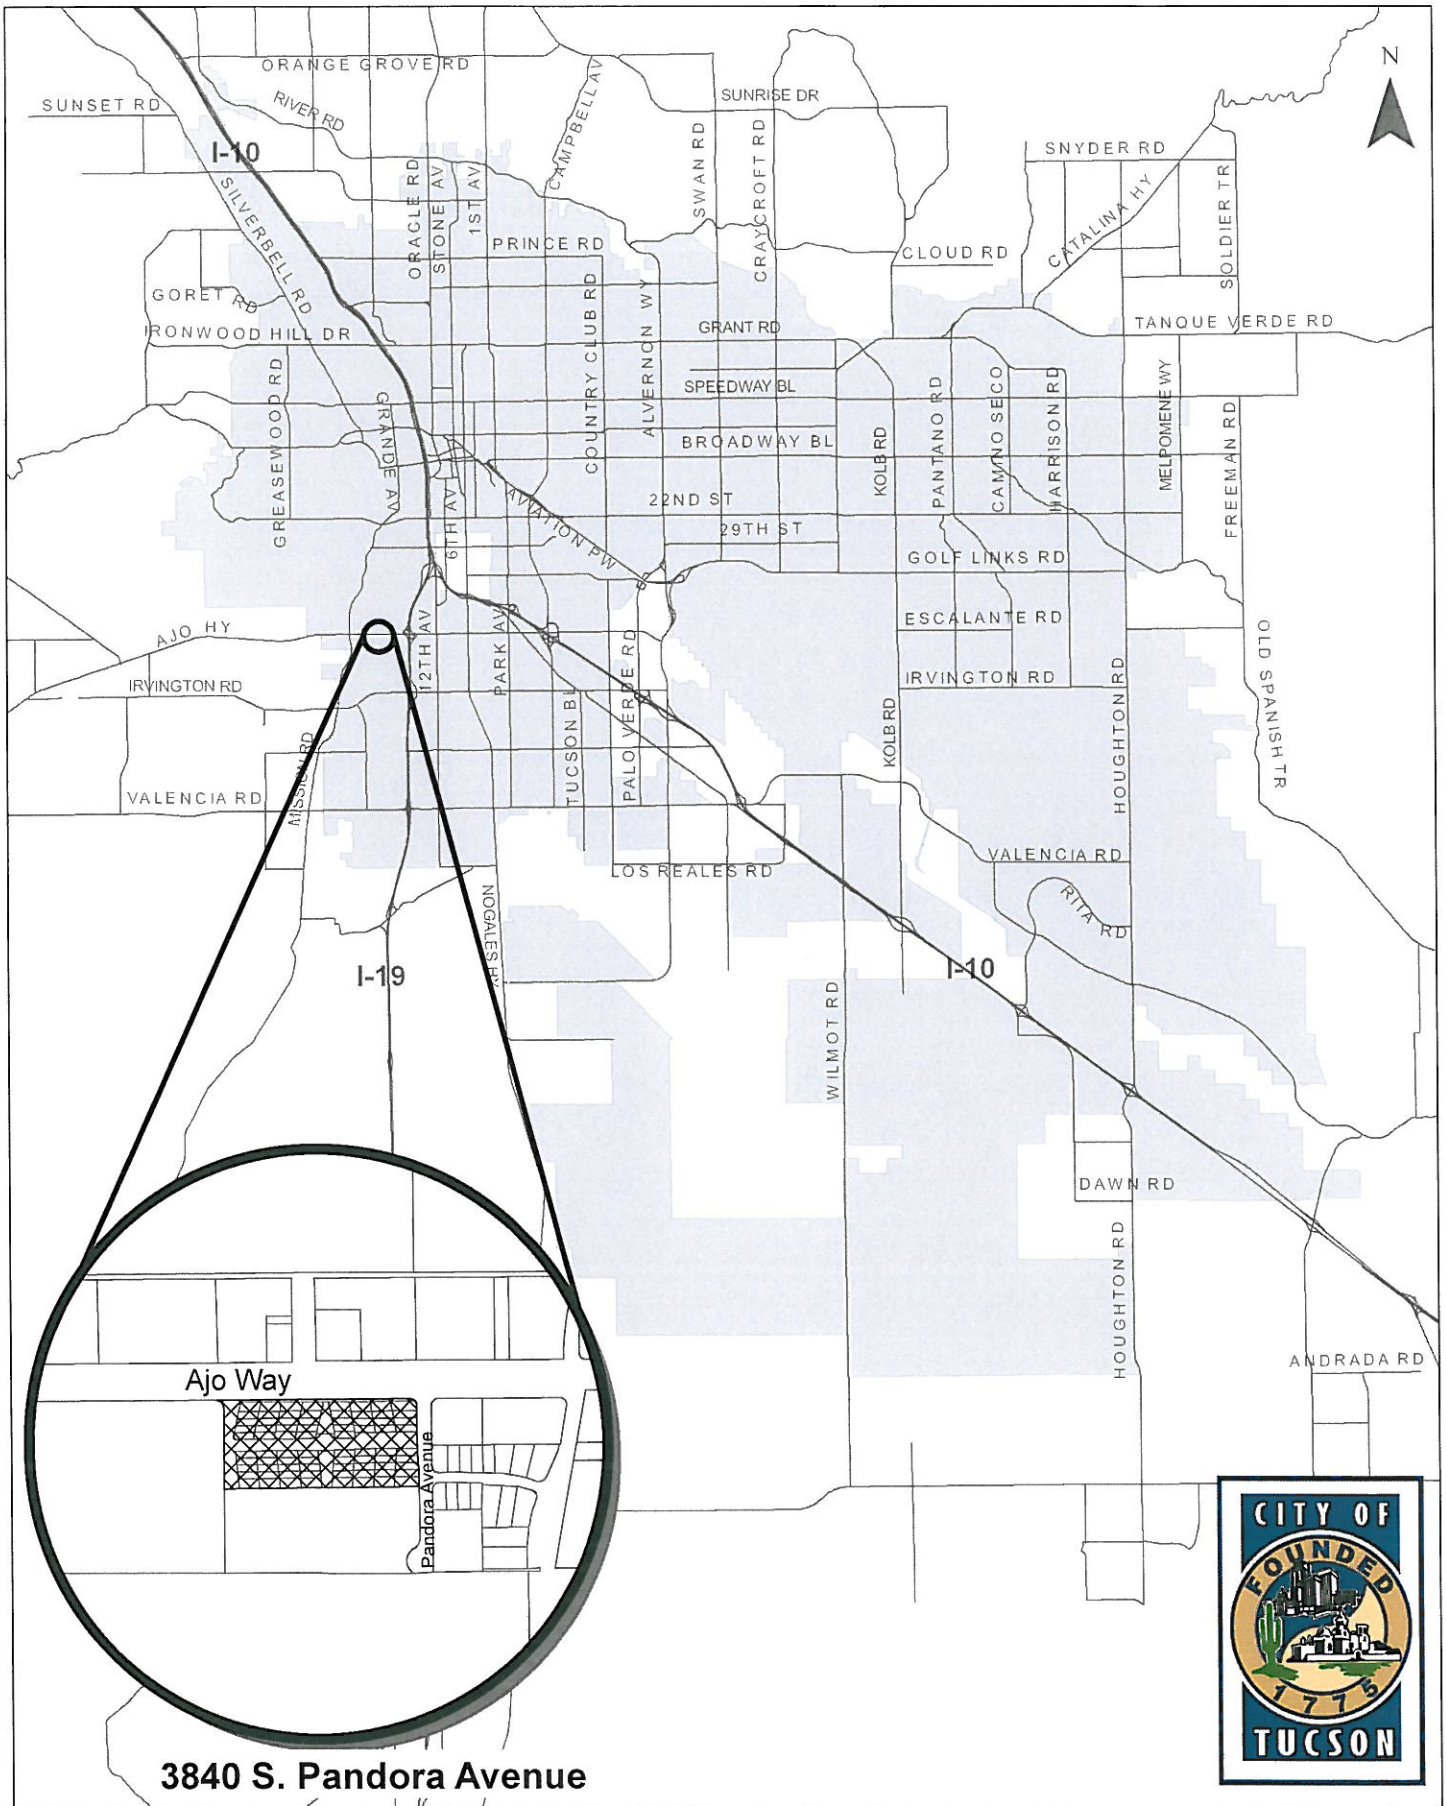 N
ORANGE GROVE RD
SUNSET RD
RIVER RD
CAMPBELL AV
SUNRISE DR
I-10
SWAN RD
CRAYCROFT RD
SNYDER RD
SILVERBELL RD
ORACLE RD
STONE AV
1ST AV
PRINCE RD
CLOUD RD
CATALINA HY
SOLDIER TR
GORET RD
IRONWOOD HILL DR
COUNTRY CLUB RD
ALVERNON WY
GRANT RD
TANQUE VERDE RD
SPEEDWAY BL
GREASEWOOD RD
GRANDE AV
BROADWAY BL
KOLB RD
PANTANO RD
CAMINO SECO
HARRISON RD
MELPOMENE WY
FREEMAN RD
6TH AV
AVIATION PW
22ND ST
29TH ST
GOLF LINKS RD
ESCALANTE RD
AJO HY
12TH AV
PARK AV
PALO VERDE RD
IRVINGTON RD
IRVINGTON RD
HOUGHTON RD
OLD SPANISH TR
TUCSON BL
KOLB RD
MISSION RD
VALENCIA RD
VALENCIA RD
LOS REALES RD
RITA RD
NOGALES HY
I-19
I-10
WILMOT RD
DAWN RD
HOUGHTON RD
ANDRADA RD
Ajo Way
Pandora Avenue
CITY OF
FOUNDED
1775
TUCSON
3840 S. Pandora Avenue